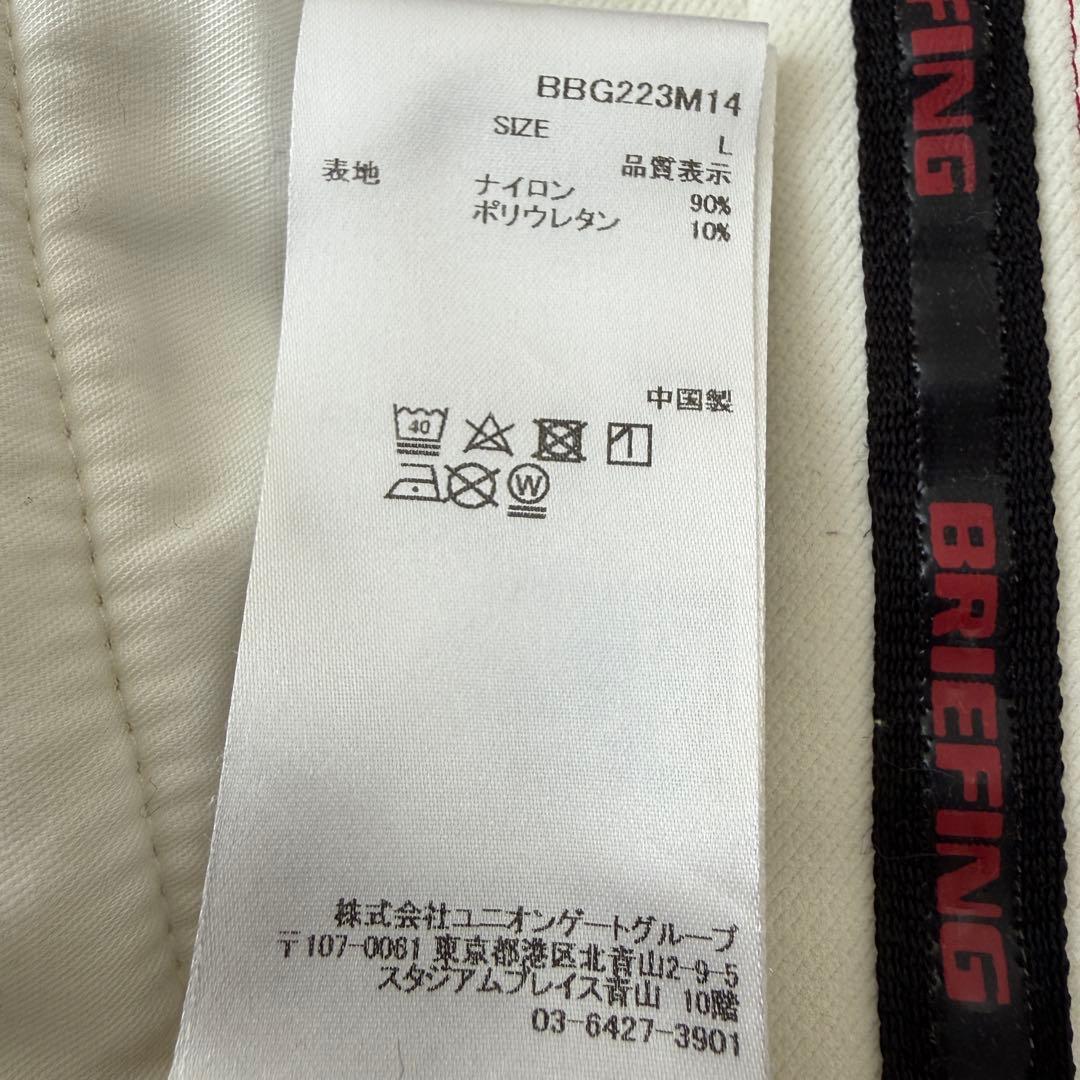 BBG223M14
SIZE L
品質表示
表地 ナイロン 90%
ポリウレタン 10%
中国製
40
W
株式会社ユニオンゲートグループ
〒107-0061 東京都港区北青山2-9-5
スタジアムプレイス青山 10階
03-6427-3901
FING
BRIEFING